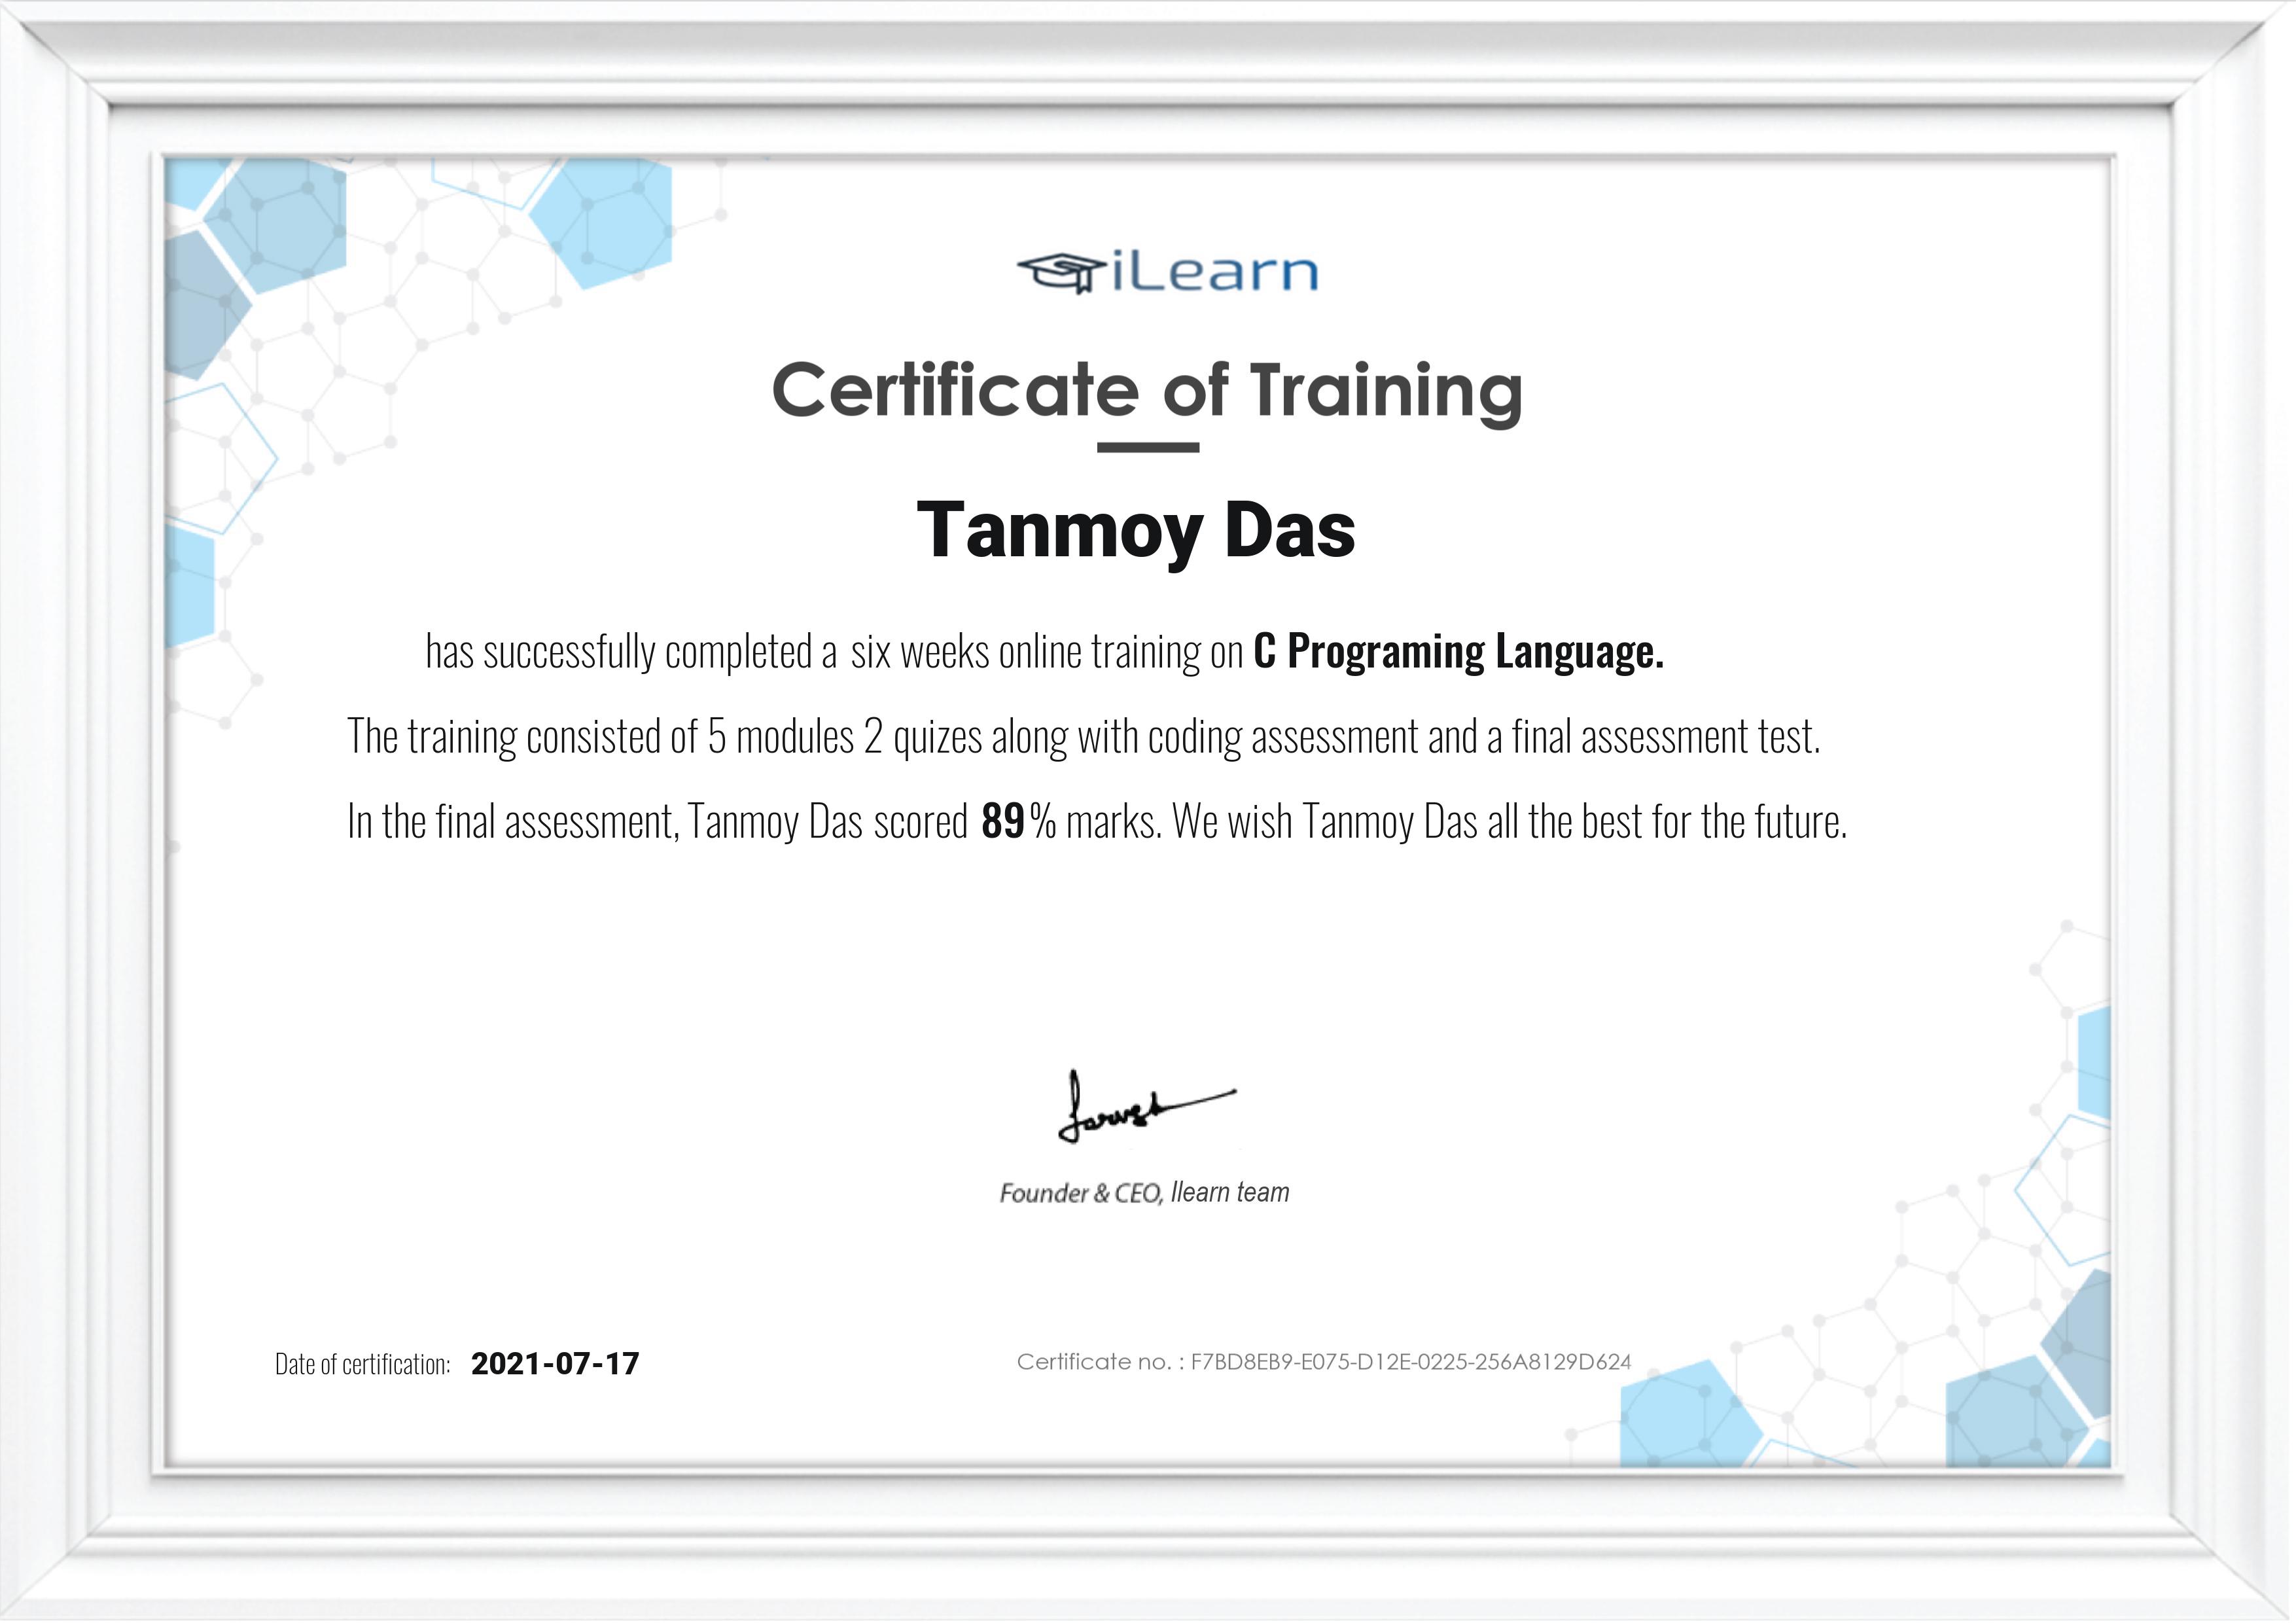 iLearn
Certificate of Training
Tanmoy Das
has successfully completed a six weeks online training on C Programing Language.
The training consisted of 5 modules 2 quizes along with coding assessment and a final assessment test.
In the final assessment, Tanmoy Das scored 89% marks. We wish Tanmoy Das all the best for the future.
Founder & CEO, Ilearn team
Date of certification: 2021-07-17
Certificate no. : F7BD8EB9-E075-D12E-0225-256A8129D624